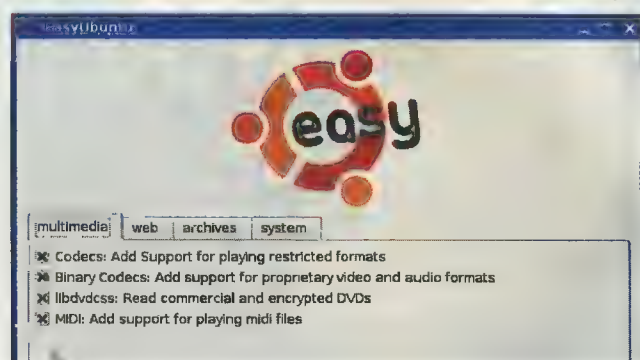 EasyUbuntu
easy
multimedia web archives system
Codecs: Add Support for playing restricted formats
Binary Codecs: Add support for proprietary video and audio formats
libdvdcss: Read commercial and encrypted DVDs
MIDI: Add support for playing midi files